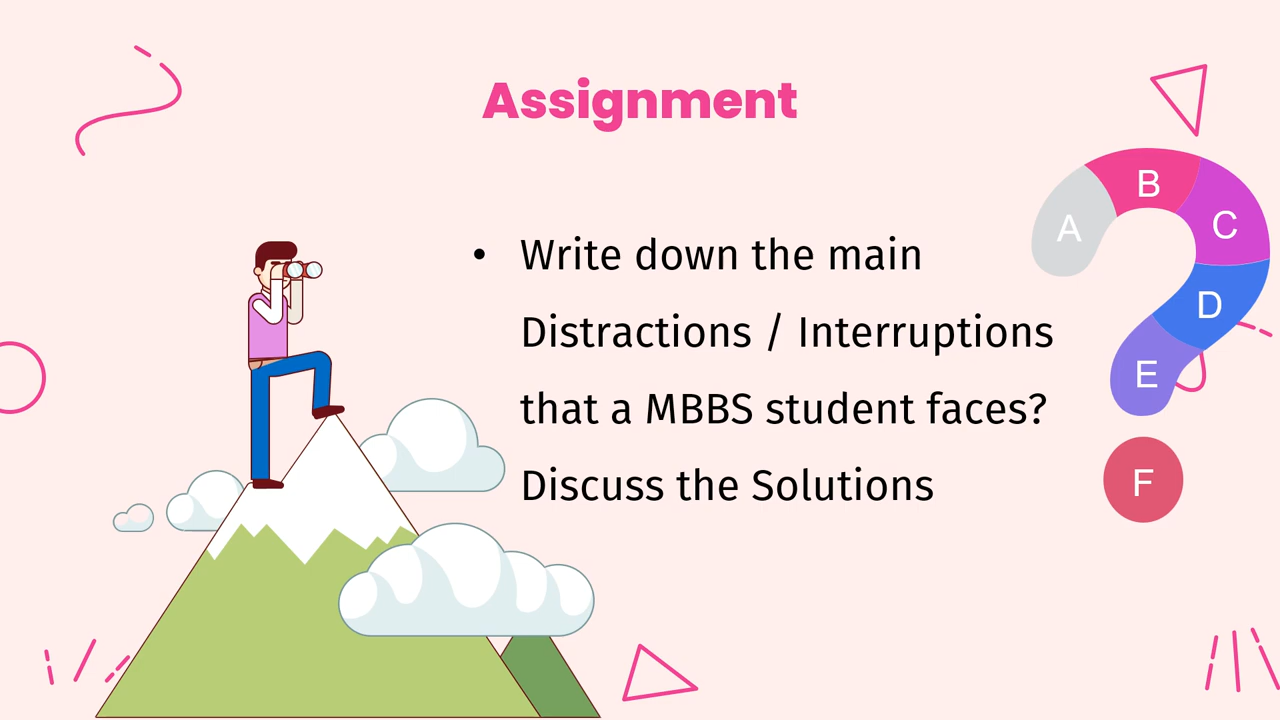 Assignment
• Write down the main
Distractions / Interruptions
that a MBBS student faces?
Discuss the Solutions
A
B
C
D
E
F